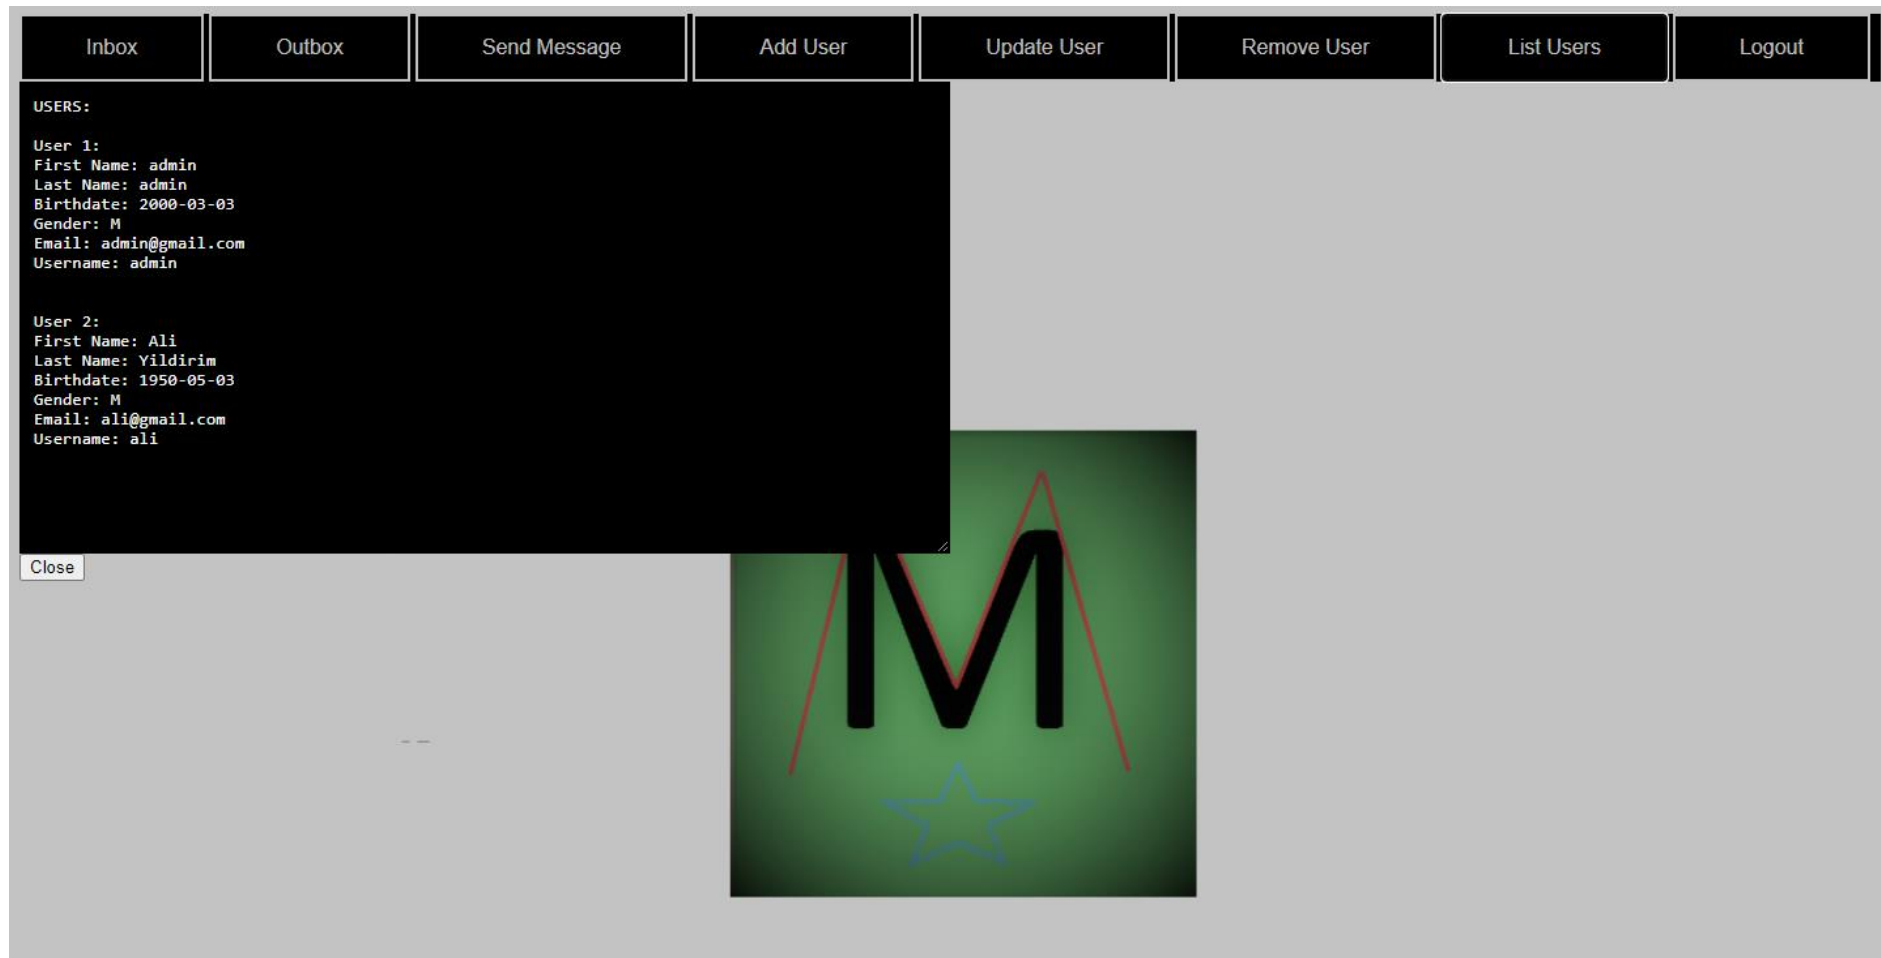 Inbox Outbox Send Message Add User Update User Remove User List Users Logout
USERS:
User 1:
First Name: admin
Last Name: admin
Birthdate: 2000-03-03
Gender: M
Email: admin@gmail.com
Username: admin
User 2:
First Name: Ali
Last Name: Yildirim
Birthdate: 1950-05-03
Gender: M
Email: ali@gmail.com
Username: ali
Close
M